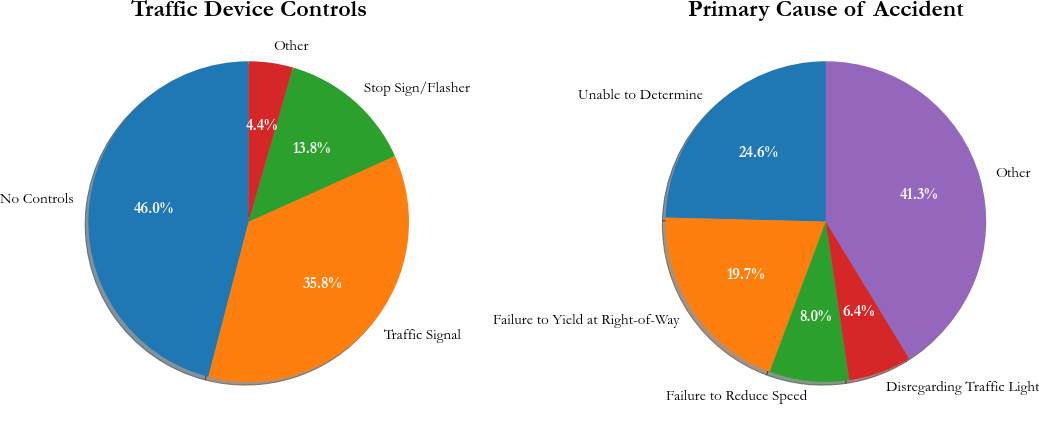 Traffic Device Controls
Other
Stop Sign/Flasher
4.4%
13.8%
No Controls
46.0%
35.8%
Traffic Signal
Primary Cause of Accident
Unable to Determine
24.6%
Other
41.3%
19.7%
Failure to Yield at Right-of-Way
8.0%
6.4%
Disregarding Traffic Light
Failure to Reduce Speed